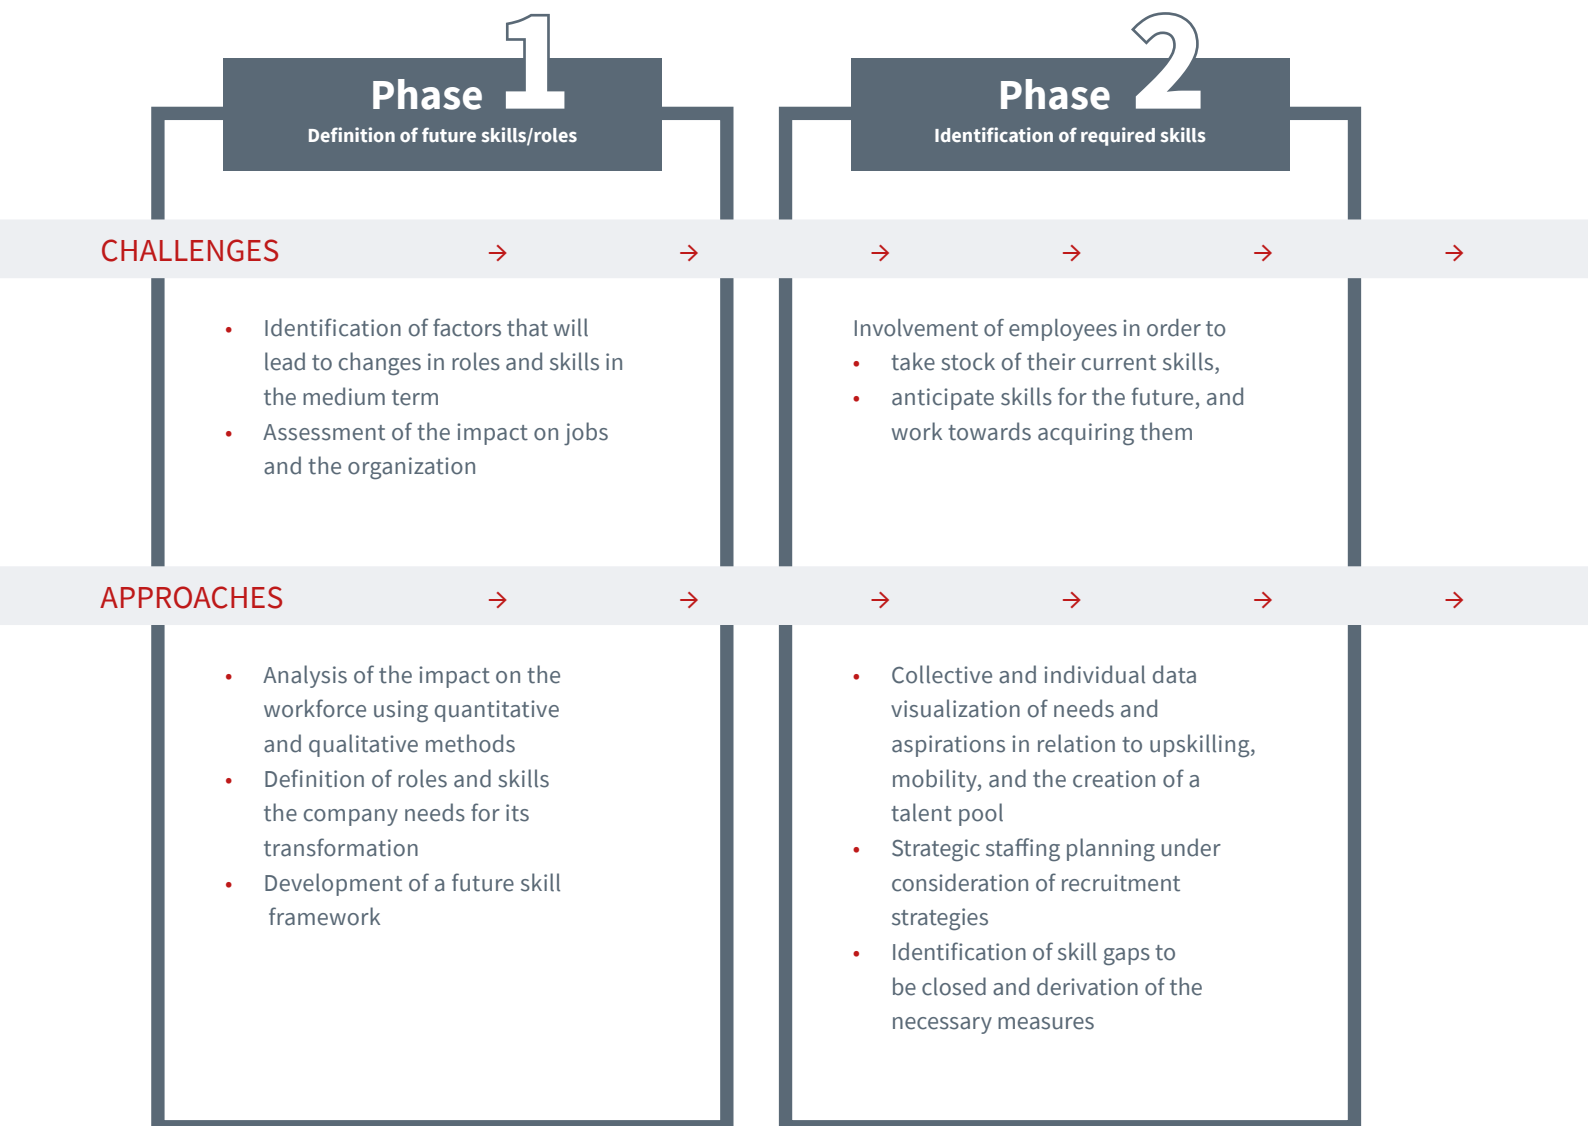 Phase 1
Definition of future skills/roles
Phase 2
Identification of required skills
CHALLENGES → → → → → →
• Identification of factors that will
lead to changes in roles and skills in
the medium term
• Assessment of the impact on jobs
and the organization
Involvement of employees in order to
• take stock of their current skills,
• anticipate skills for the future, and
work towards acquiring them
APPROACHES → → → → → →
• Analysis of the impact on the
workforce using quantitative
and qualitative methods
• Definition of roles and skills
the company needs for its
transformation
• Development of a future skill
framework
• Collective and individual data
visualization of needs and
aspirations in relation to upskilling,
mobility, and the creation of a
talent pool
• Strategic staffing planning under
consideration of recruitment
strategies
• Identification of skill gaps to
be closed and derivation of the
necessary measures